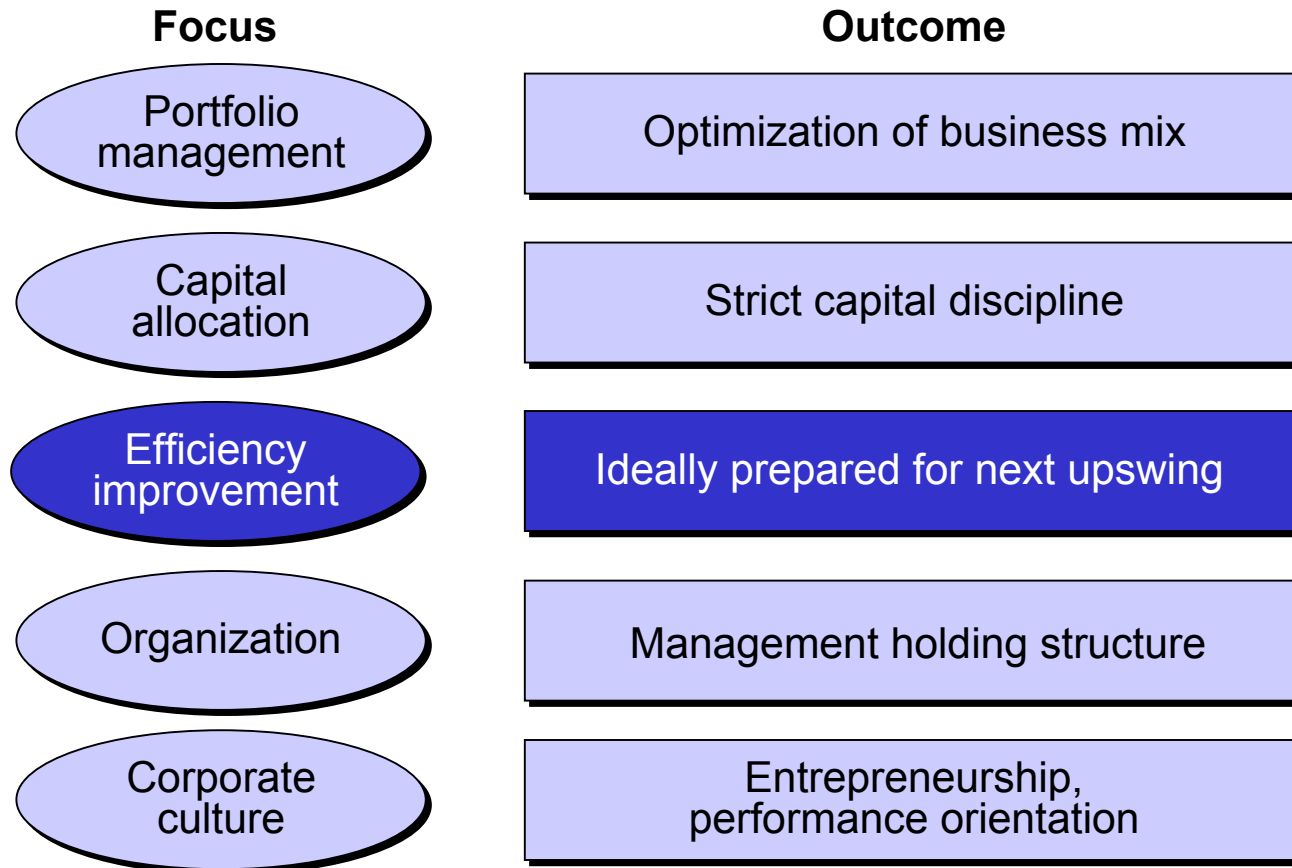 Focus
Outcome
Portfolio
management
Optimization of business mix
Capital
allocation
Strict capital discipline
Efficiency
improvement
Ideally prepared for next upswing
Organization
Management holding structure
Corporate
culture
Entrepreneurship,
performance orientation